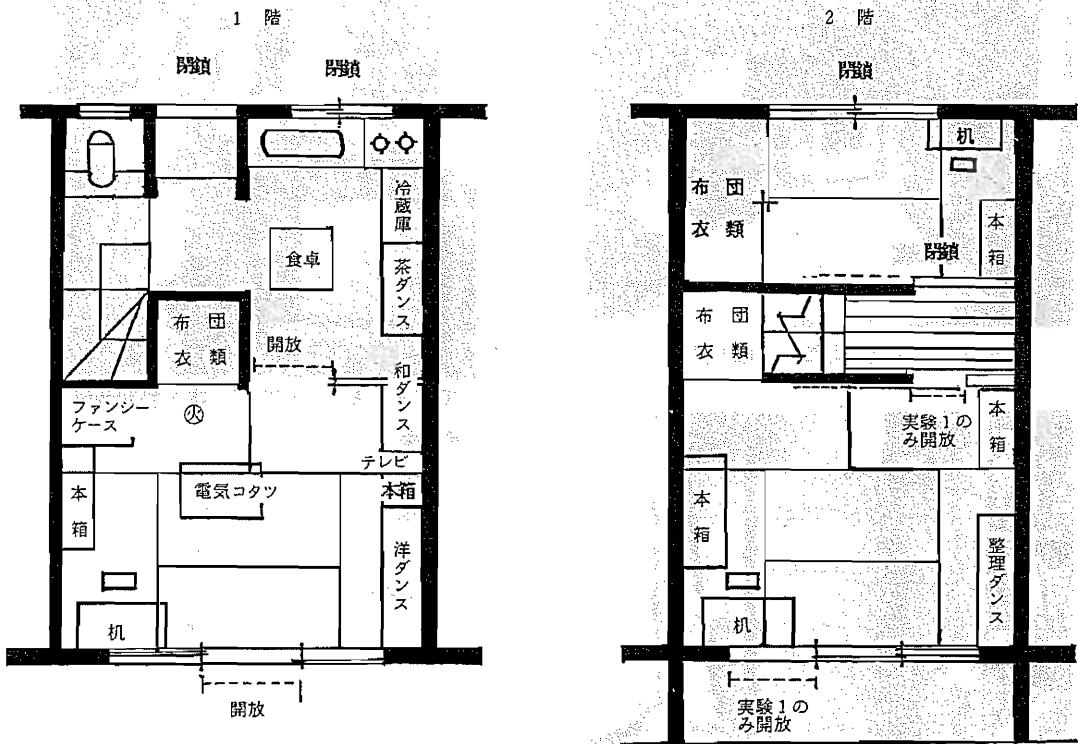 1 階
閉鎖
閉鎖
冷蔵庫
食卓
茶ダンス
布団
衣類
開放
和ダンス
ファンシー
ケース
火
テレビ
電気コタツ
本箱
本箱
洋ダンス
机
開放
2 階
閉鎖
机
布団
衣類
本箱
閉鎖
布団
衣類
実験1の
み開放
本箱
本箱
整理ダンス
机
実験1の
み開放